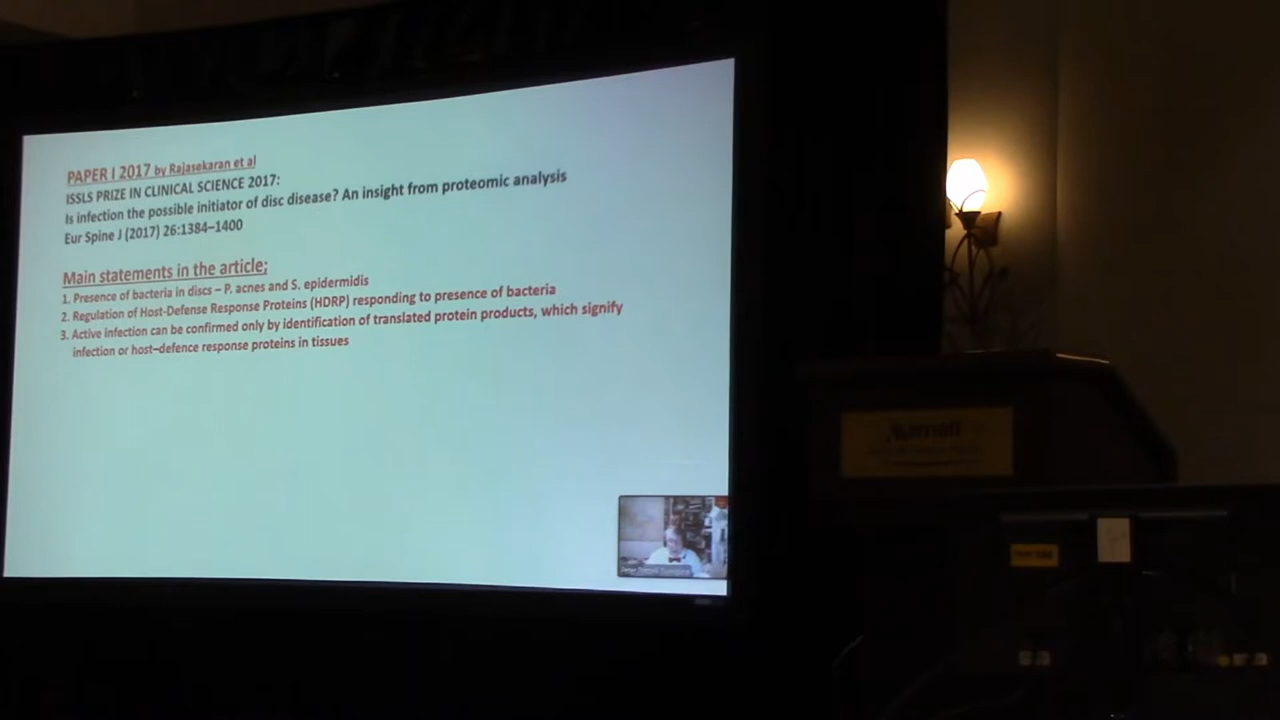 PAPER I 2017 by Rajasekaran et al
ISSLS PRIZE IN CLINICAL SCIENCE 2017:
Is infection the possible initiator of disc disease? An insight from proteomic analysis
Eur Spine J (2017) 26:1384–1400
Main statements in the article;
1. Presence of bacteria in discs – P. acnes and S. epidermidis
2. Regulation of Host-Defense Response Proteins (HDRP) responding to presence of bacteria
3. Active infection can be confirmed only by identification of translated protein products, which signify
infection or host–defence response proteins in tissues
Marriott